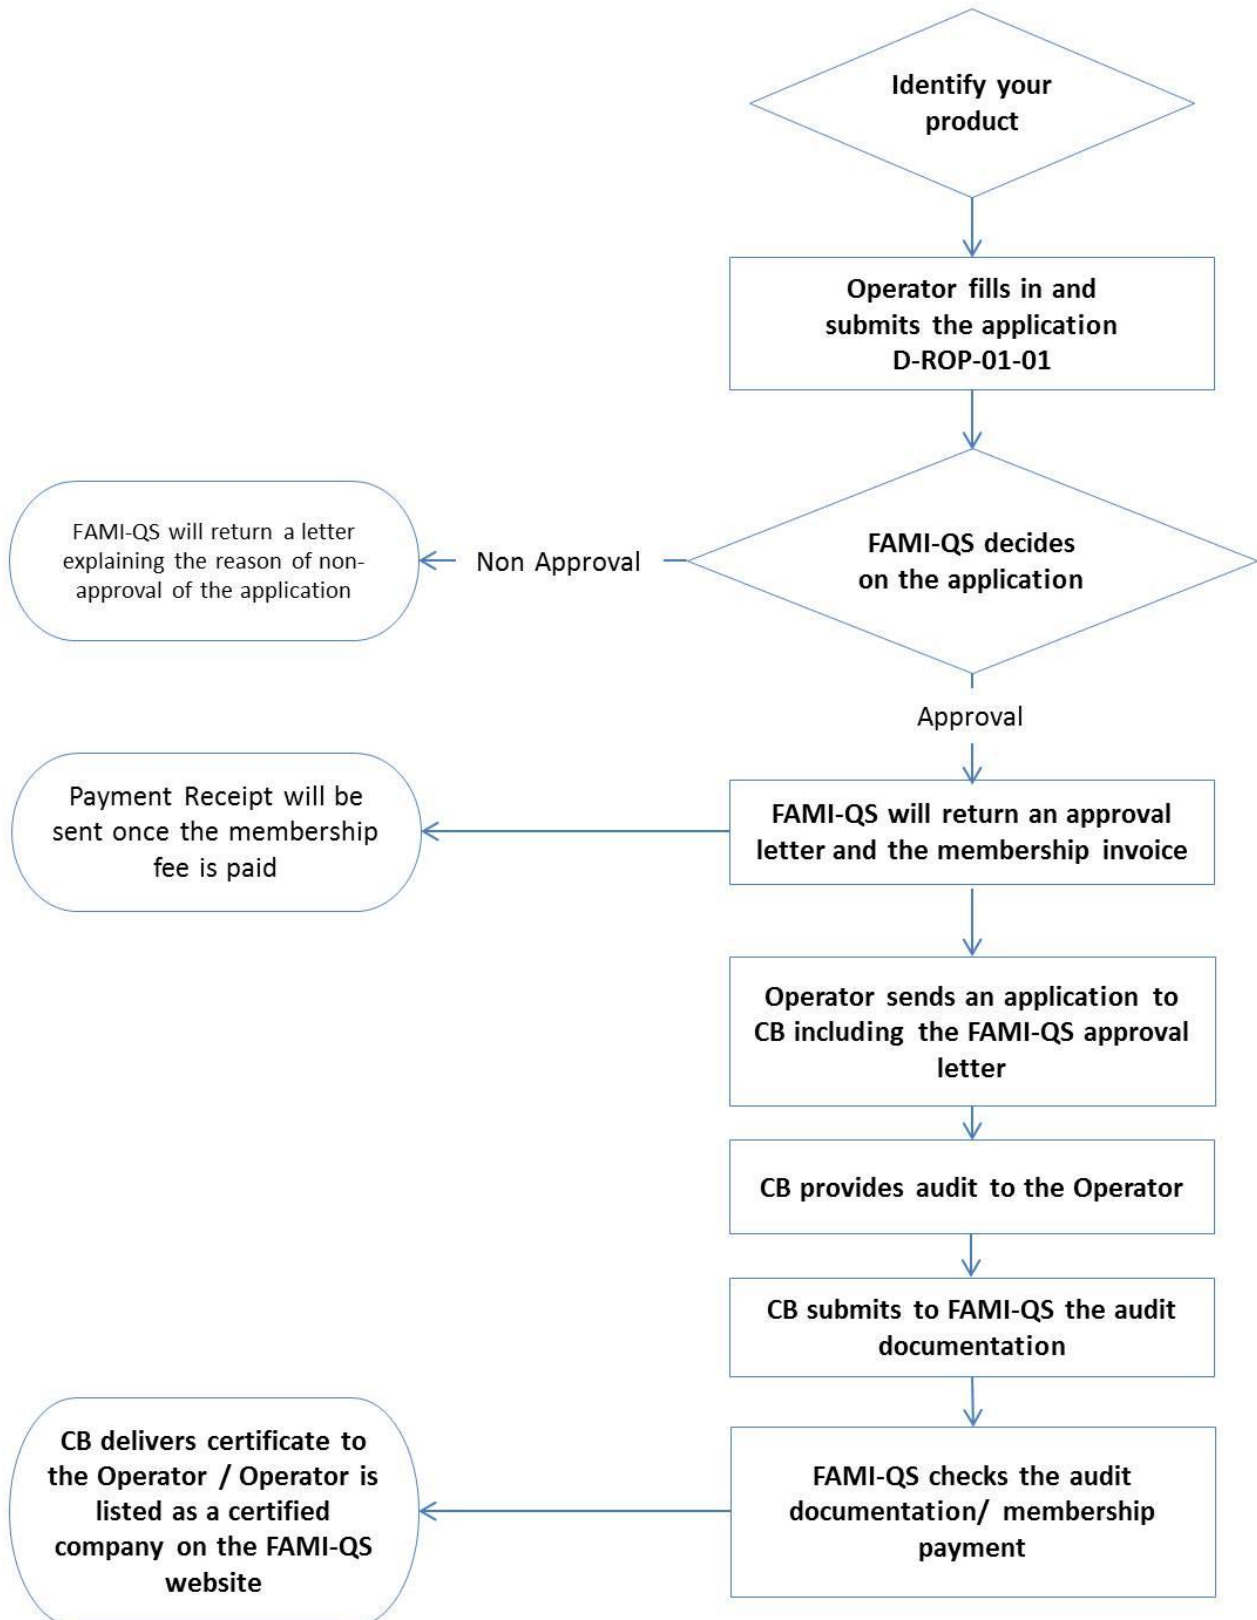 Identify your
product
Operator fills in and
submits the application
D-ROP-01-01
FAMI-QS decides
on the application
Non Approval
FAMI-QS will return a letter
explaining the reason of non-
approval of the application
Approval
FAMI-QS will return an approval
letter and the membership invoice
Payment Receipt will be
sent once the membership
fee is paid
Operator sends an application to
CB including the FAMI-QS approval
letter
CB provides audit to the Operator
CB submits to FAMI-QS the audit
documentation
FAMI-QS checks the audit
documentation/ membership
payment
CB delivers certificate to
the Operator / Operator is
listed as a certified
company on the FAMI-QS
website